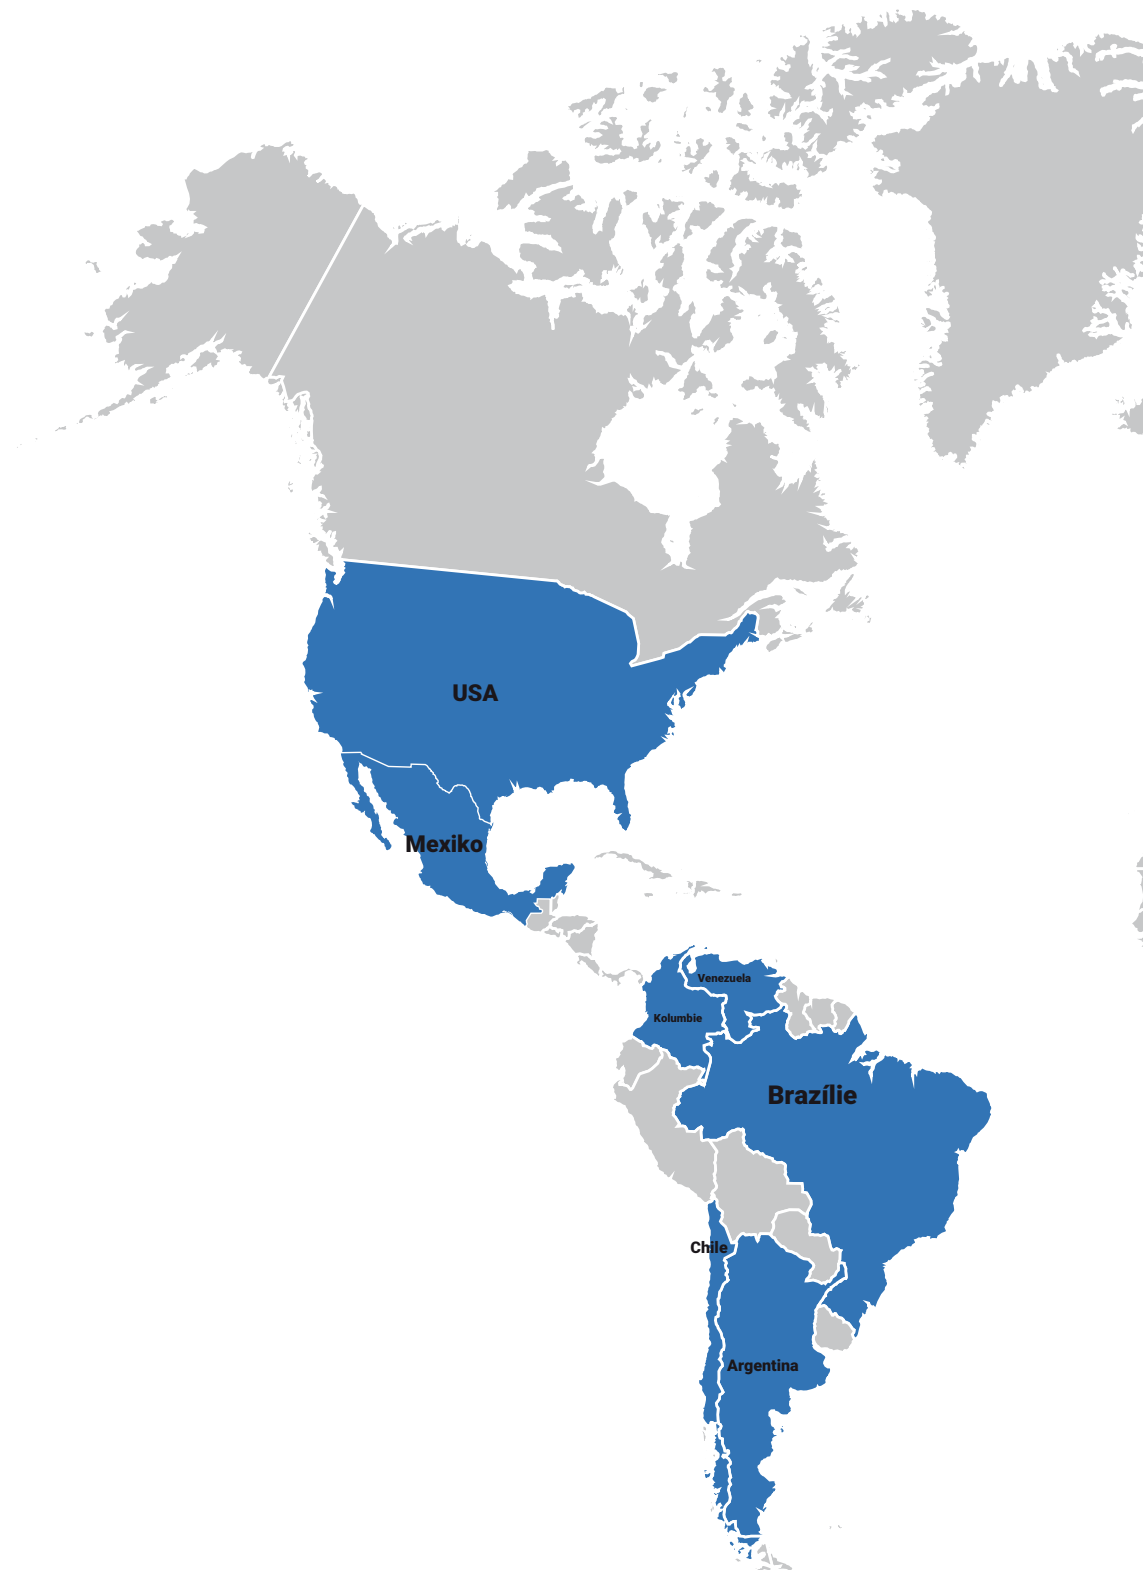 USA
Mexiko
Venezuela
Kolumbie
Brazílie
Chile
Argentina